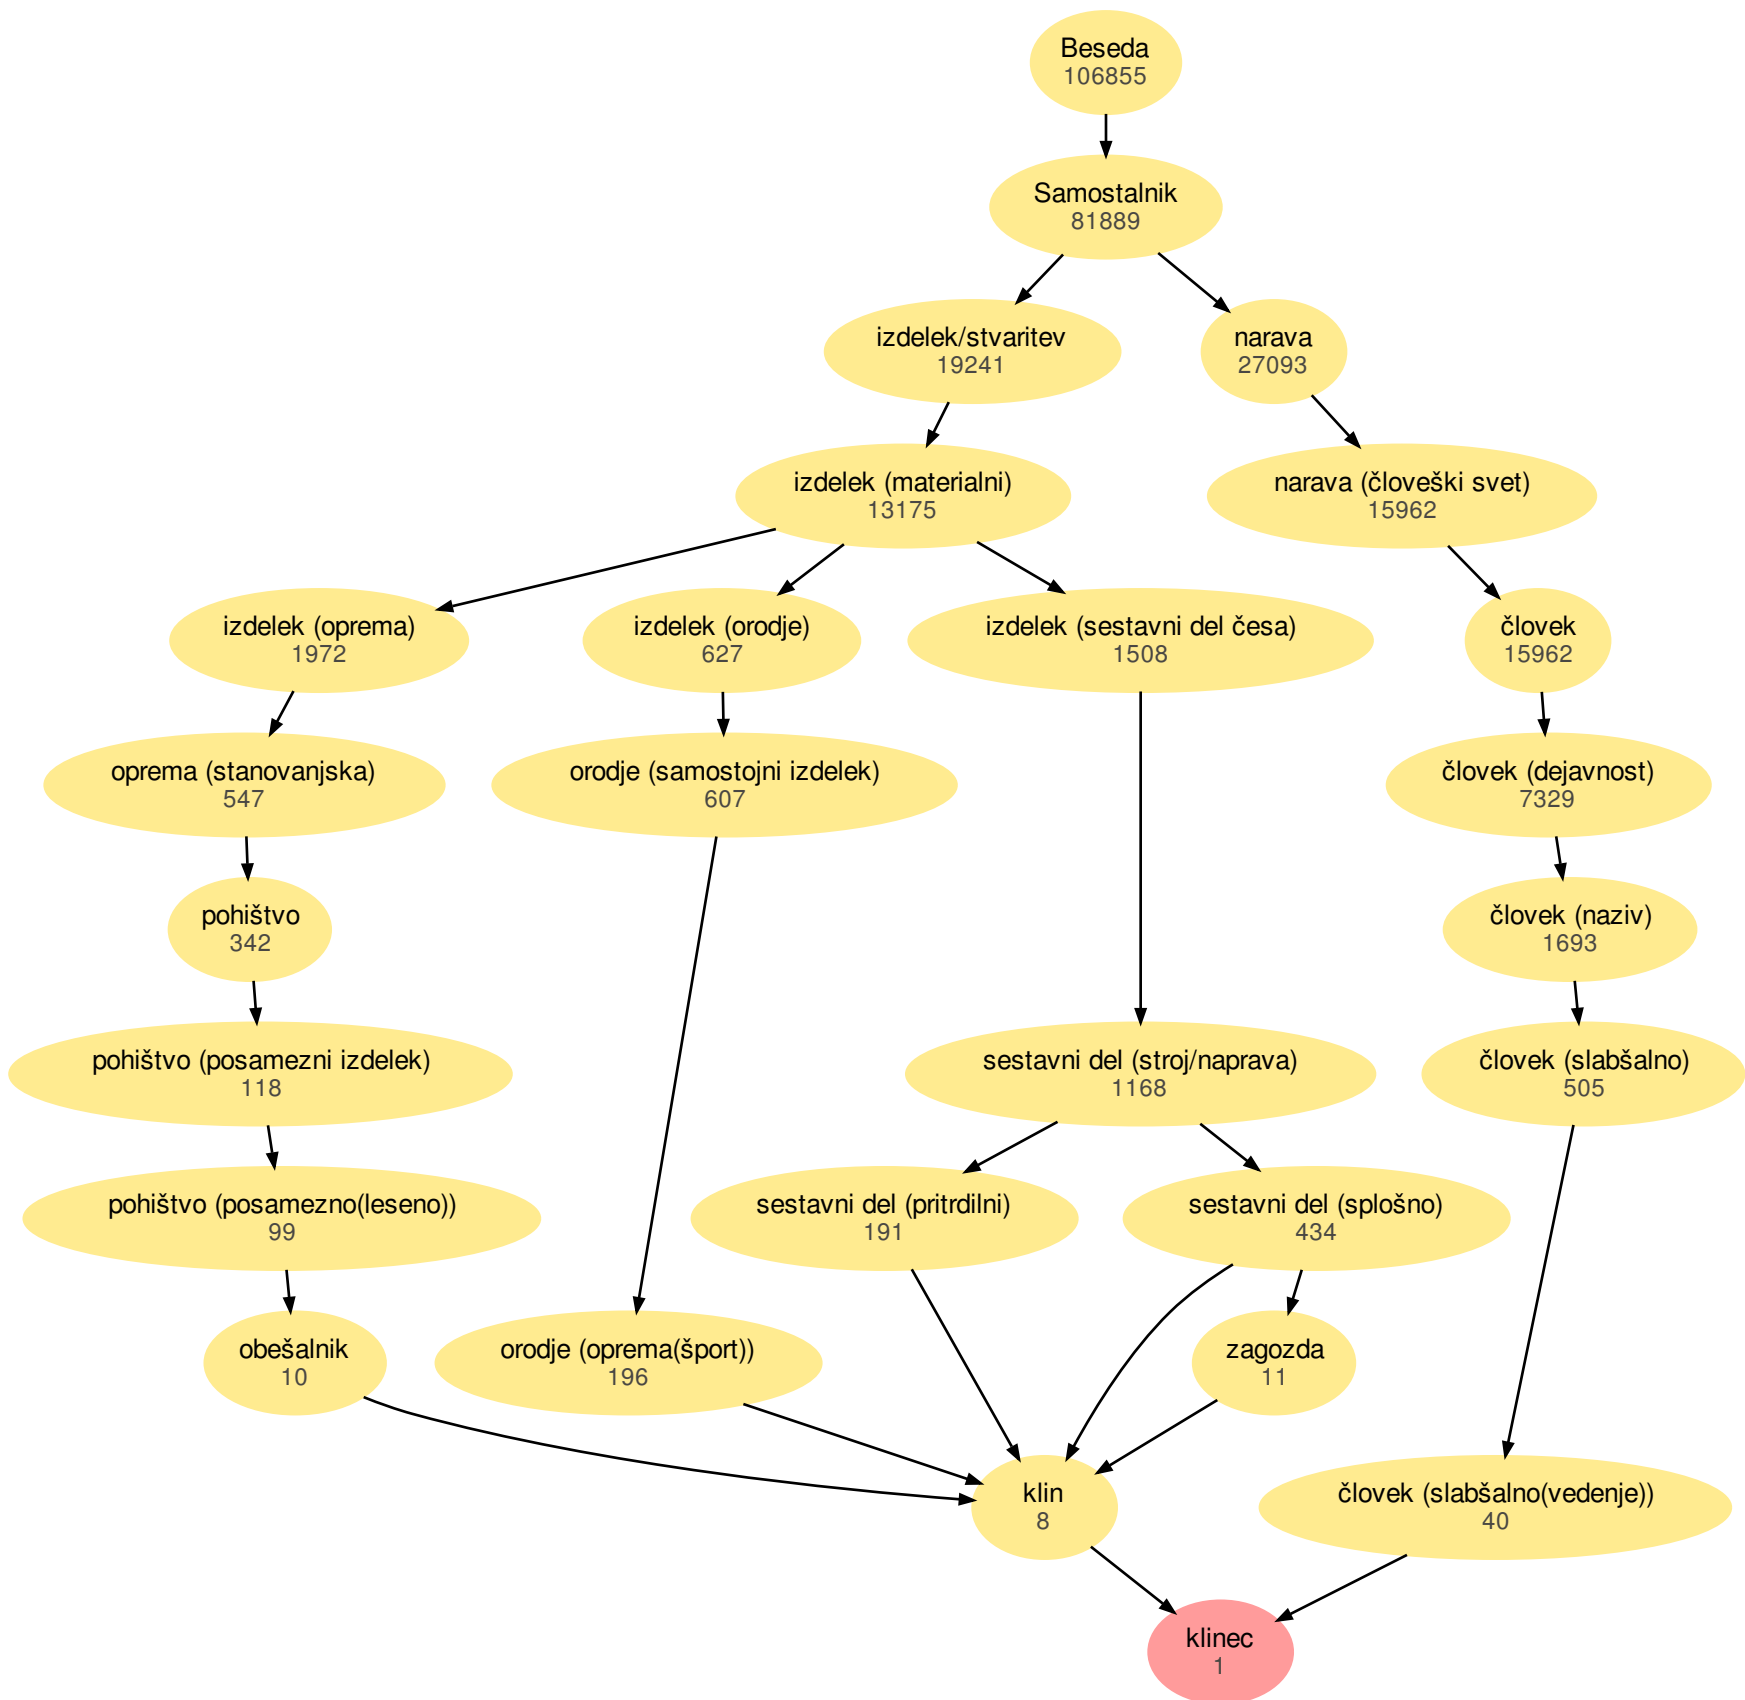 Beseda
106855
Samostalnik
81889
izdelek/stvaritev
19241
narava
27093
izdelek (materialni)
13175
narava (človeški svet)
15962
izdelek (oprema)
1972
izdelek (orodje)
627
izdelek (sestavni del česa)
1508
človek
15962
oprema (stanovanjska)
547
orodje (samostojni izdelek)
607
človek (dejavnost)
7329
pohištvo
342
človek (naziv)
1693
pohištvo (posamezni izdelek)
118
sestavni del (stroj/naprava)
1168
človek (slabšalno)
505
pohištvo (posamezno(leseno))
99
sestavni del (pritrdilni)
191
sestavni del (splošno)
434
obešalnik
10
orodje (oprema(šport))
196
zagozda
11
klin
8
človek (slabšalno(vedenje))
40
klinec
1